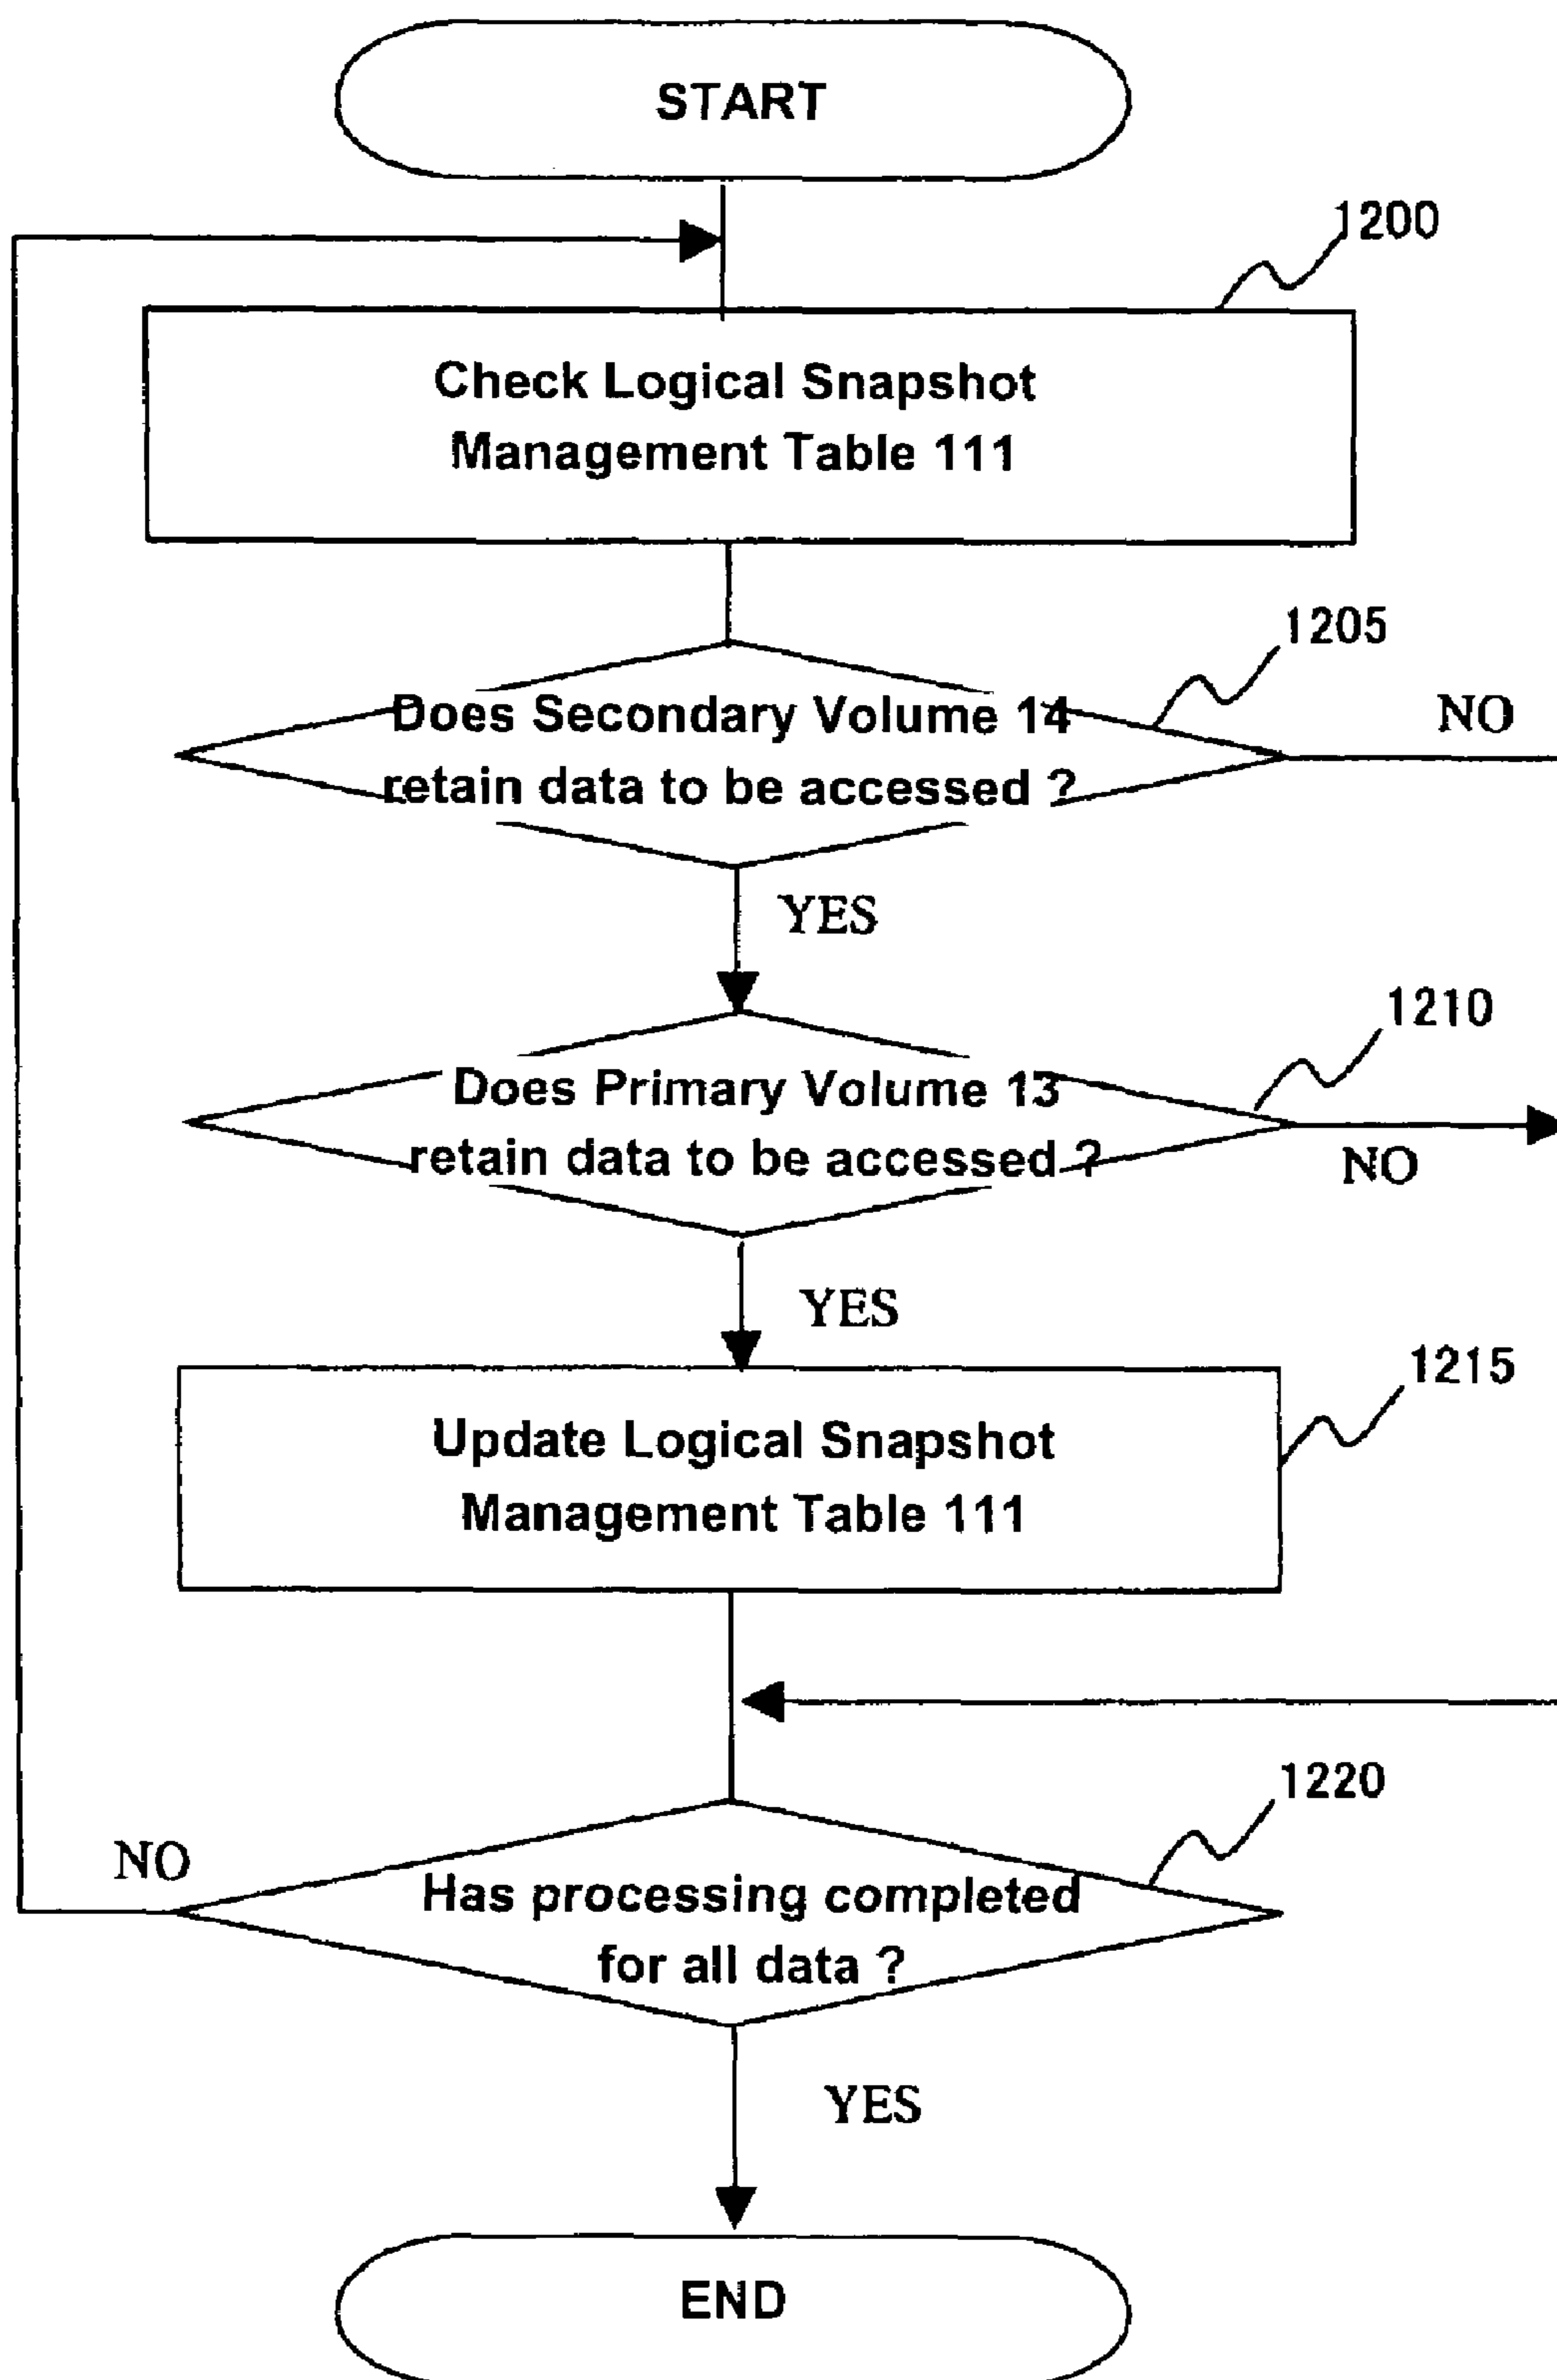 START
1200
Check Logical Snapshot
Management Table 111
1205
Does Secondary Volume 14
retain data to be accessed ?
NO
YES
1210
Does Primary Volume 13
retain data to be accessed ?
NO
YES
1215
Update Logical Snapshot
Management Table 111
1220
NO
Has processing completed
for all data ?
YES
END